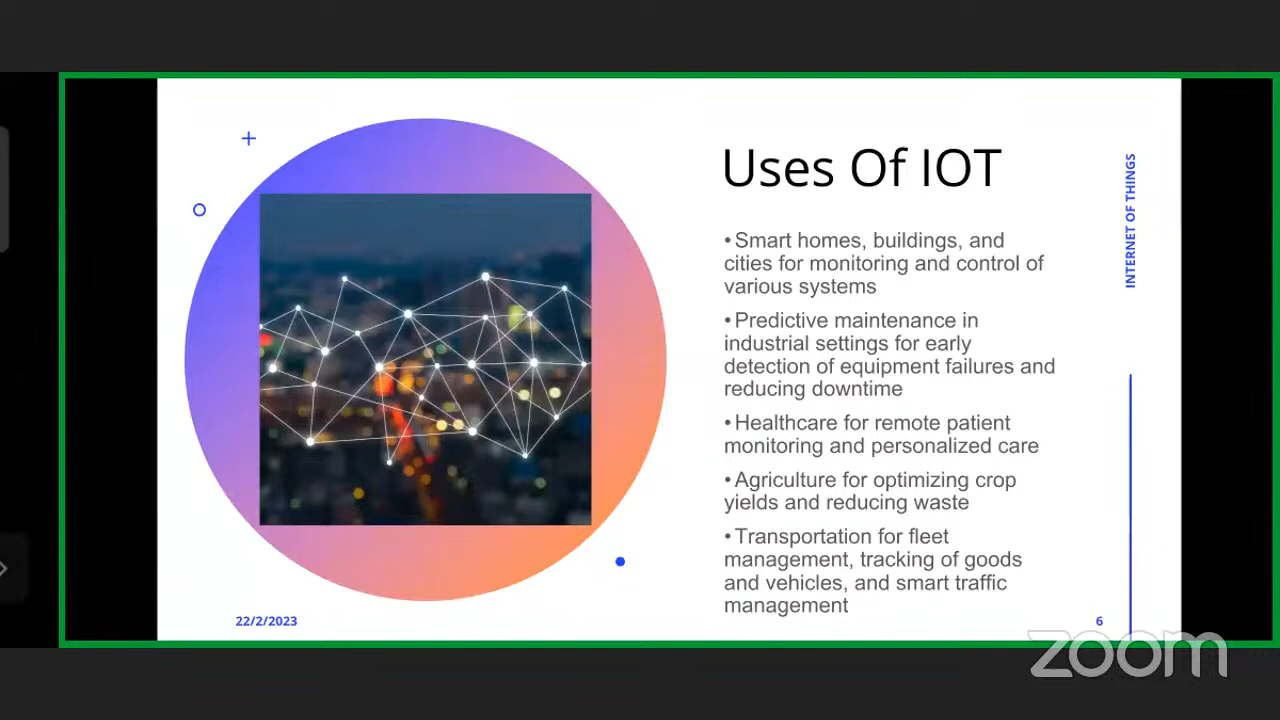 Uses Of IOT
INTERNET OF THINGS
•Smart homes, buildings, and
cities for monitoring and control of
various systems
•Predictive maintenance in
industrial settings for early
detection of equipment failures and
reducing downtime
•Healthcare for remote patient
monitoring and personalized care
•Agriculture for optimizing crop
yields and reducing waste
•Transportation for fleet
management, tracking of goods
and vehicles, and smart traffic
management
22/2/2023
6
zoom